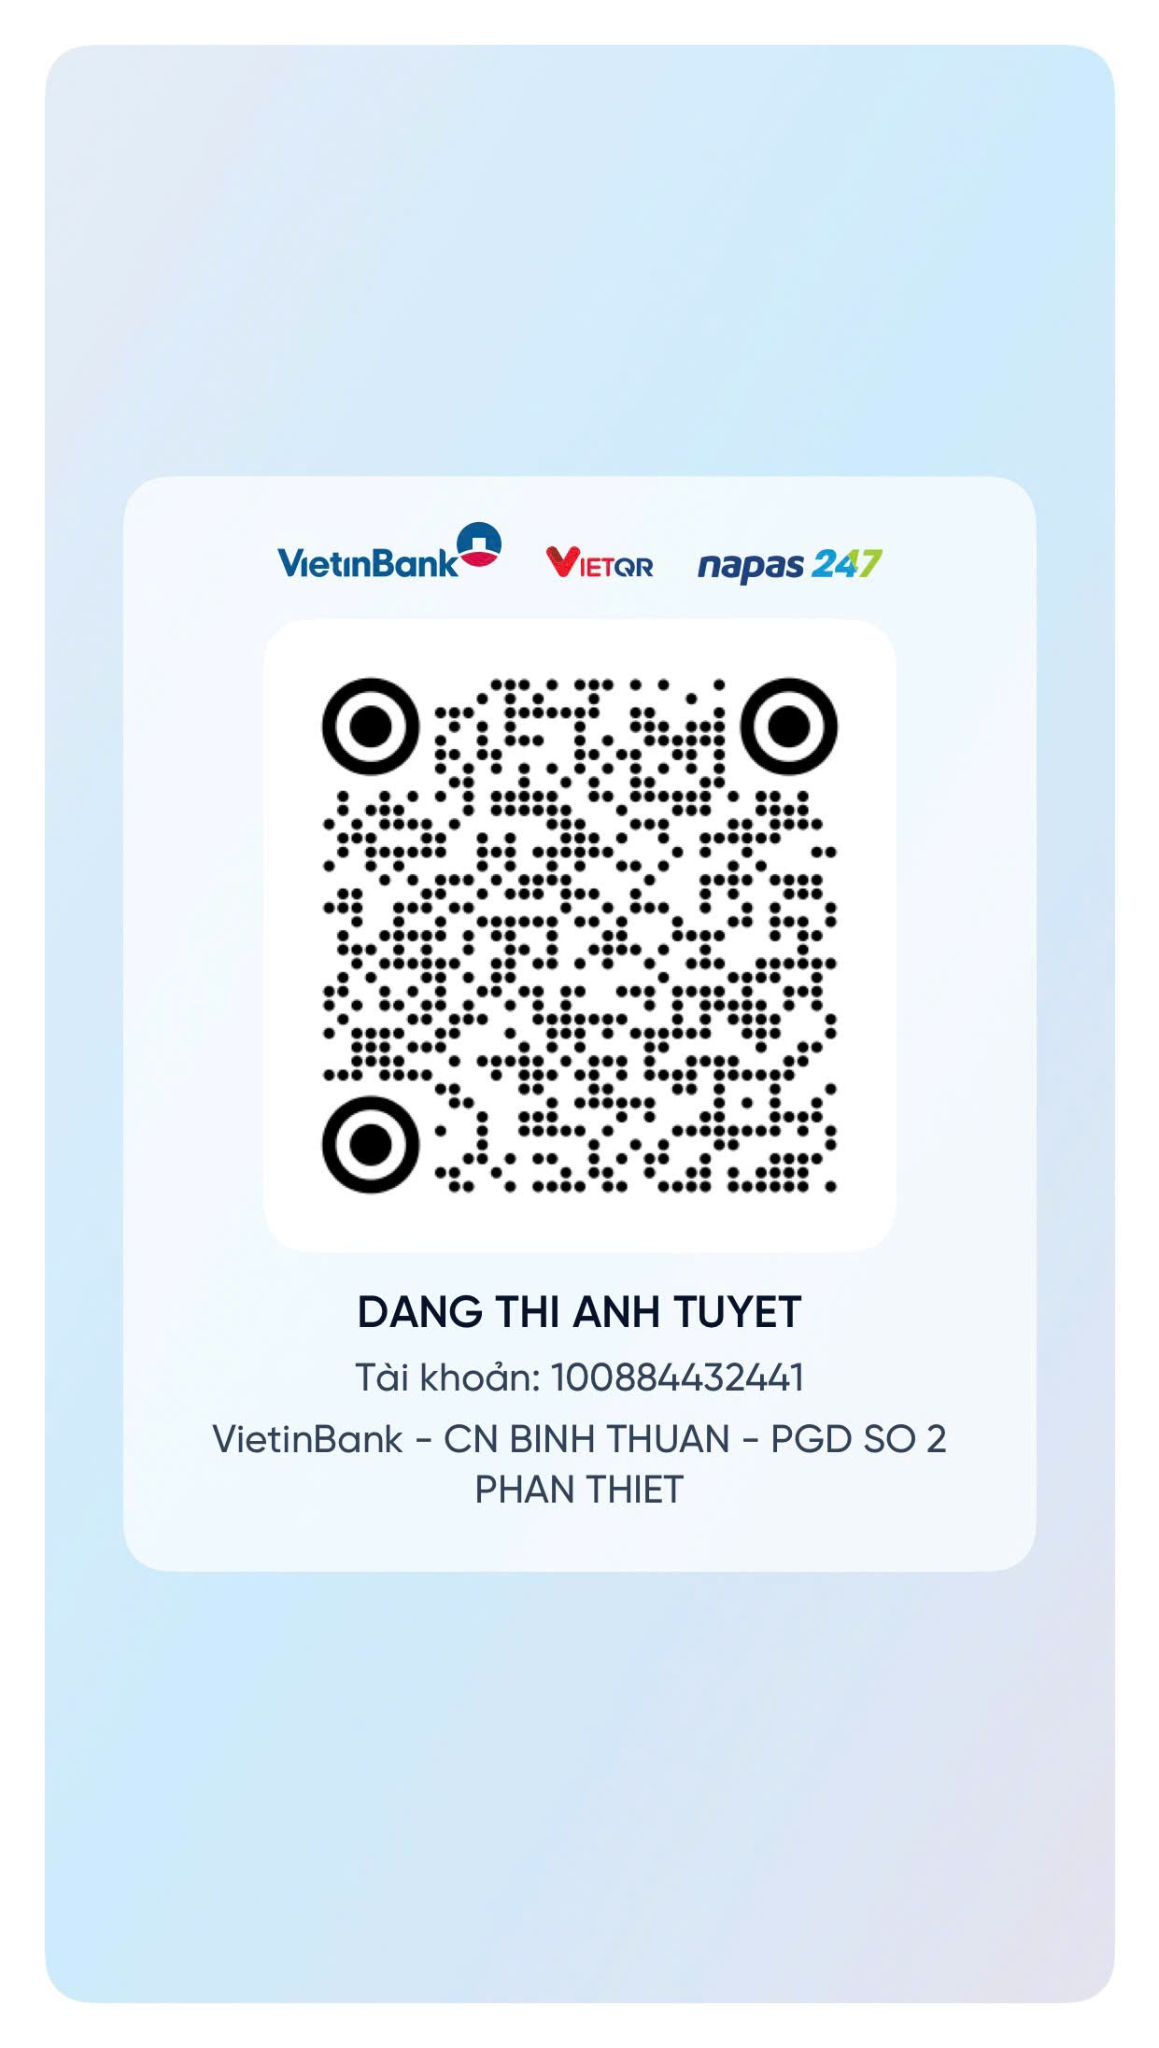 VietinBank VIETQR napas 247
DANG THI ANH TUYET
Tài khoản: 100884432441
VietinBank - CN BINH THUAN - PGD SO 2
PHAN THIET